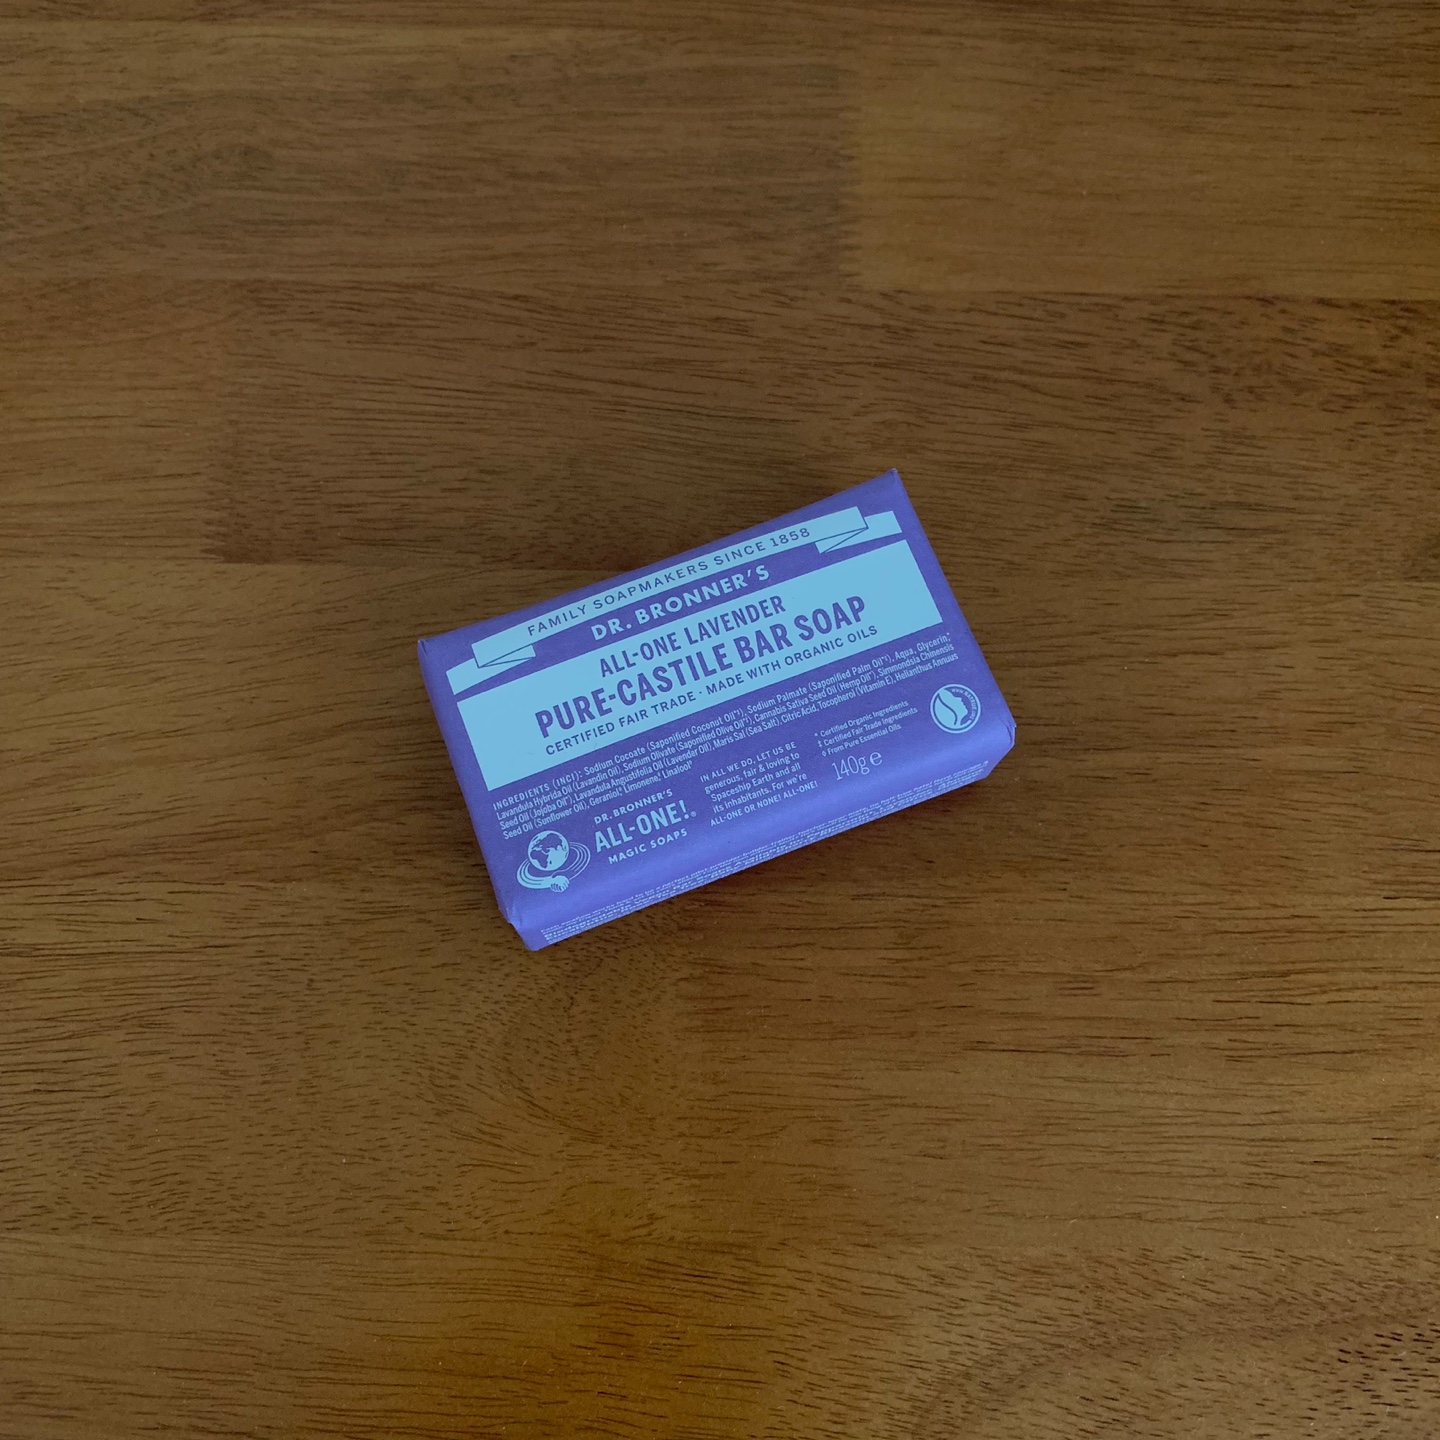 FAMILY SOAPMAKERS SINCE 1858
DR. BRONNER'S
ALL-ONE LAVENDER
PURE-CASTILE BAR SOAP
CERTIFIED FAIR TRADE · MADE WITH ORGANIC OILS
INGREDIENTS (INCI): Sodium Cocoate (Saponified Coconut Oil*‡), Sodium Palmate (Saponified Palm Oil*‡), Aqua, Glycerin,*
Lavandula Hybrida Oil (Lavandin Oil), Sodium Olivate (Saponified Olive Oil*‡), Cannabis Sativa Seed Oil (Hemp Oil*), Simmondsia Chinensis
Seed Oil (Jojoba Oil*), Lavandula Angustifolia Oil (Lavender Oil), Maris Sal (Sea Salt), Citric Acid, Tocopherol (Vitamin E), Helianthus Annuus
Seed Oil (Sunflower Oil), Geraniol,◊ Limonene,◊ Linalool◊
DR. BRONNER'S
ALL-ONE!®
MAGIC SOAPS
IN ALL WE DO, LET US BE
generous, fair & loving to
Spaceship Earth and all
its inhabitants. For we're
ALL-ONE OR NONE! ALL-ONE!
* Certified Organic Ingredients
‡ Certified Fair Trade Ingredients
◊ From Pure Essential Oils
140g e